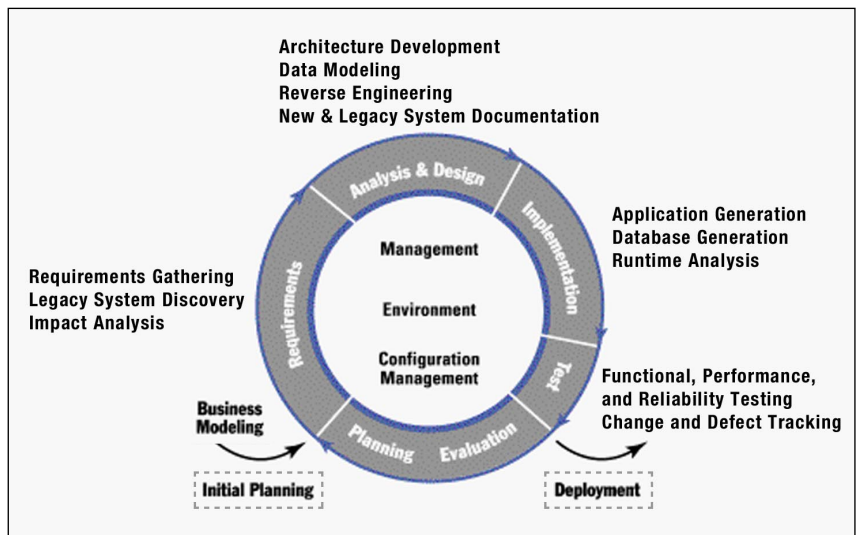 Architecture Development
Data Modeling
Reverse Engineering
New & Legacy System Documentation
Analysis & Design
Implementation
Application Generation
Database Generation
Runtime Analysis
Management
Environment
Configuration
Management
Requirements
Requirements Gathering
Legacy System Discovery
Impact Analysis
Test
Functional, Performance,
and Reliability Testing
Change and Defect Tracking
Business
Modeling
Planning
Evaluation
Initial Planning
Deployment